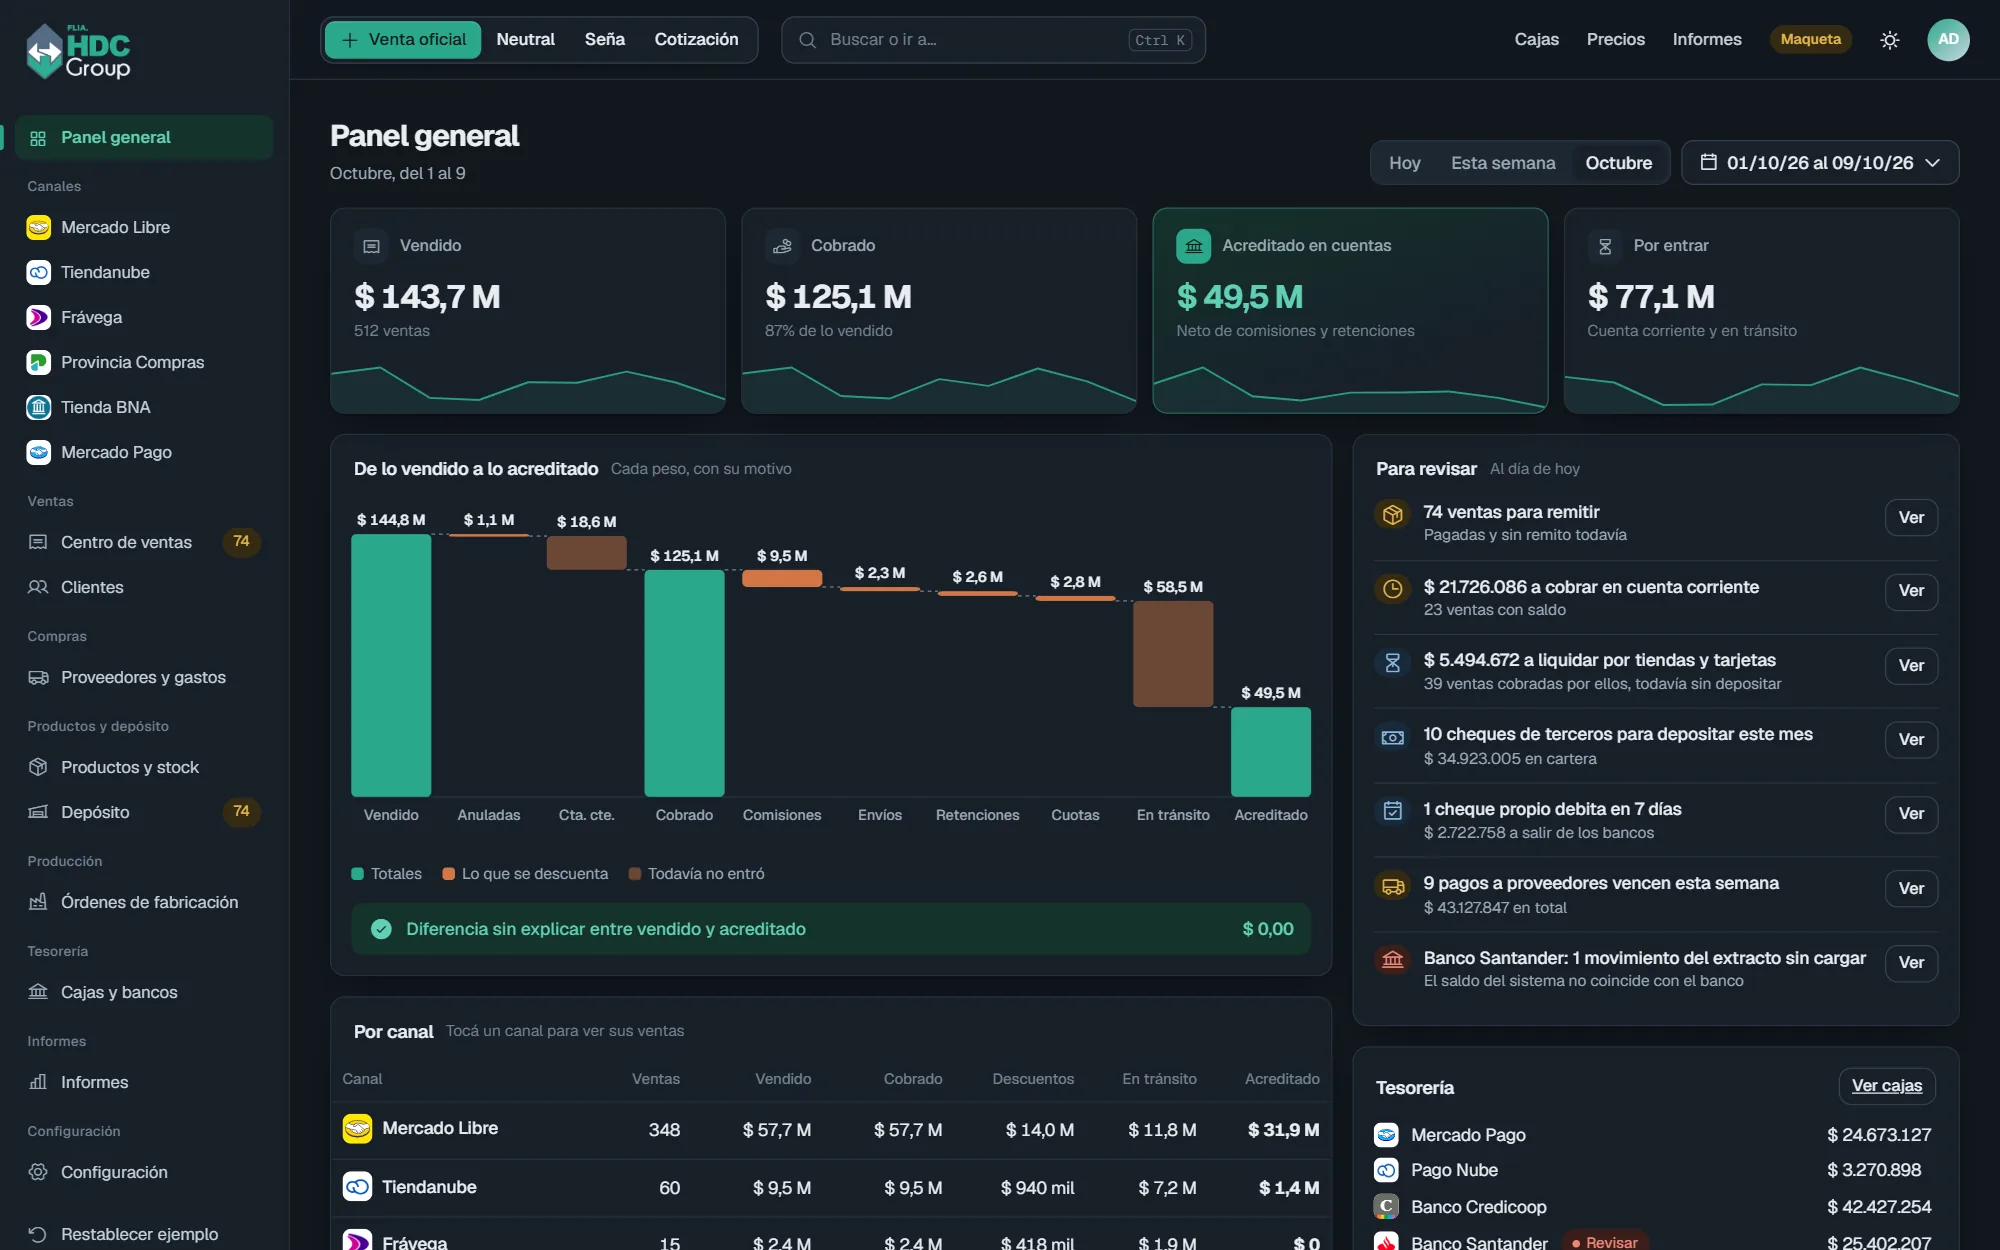 FLIA.
HDC
Group
Venta oficial
Neutral
Seña
Cotización
Buscar o ir a...
Ctrl K
Cajas
Precios
Informes
Maqueta
AD
Panel general
Canales
Mercado Libre
Tiendanube
Frávega
Provincia Compras
Tienda BNA
Mercado Pago
Ventas
Centro de ventas 74
Clientes
Compras
Proveedores y gastos
Productos y depósito
Productos y stock
Depósito 74
Producción
Órdenes de fabricación
Tesorería
Cajas y bancos
Informes
Informes
Configuración
Configuración
Restablecer ejemplo
Panel general
Octubre, del 1 al 9
Hoy Esta semana Octubre
01/10/26 al 09/10/26
Vendido
$ 143,7 M
512 ventas
Cobrado
$ 125,1 M
87% de lo vendido
Acreditado en cuentas
$ 49,5 M
Neto de comisiones y retenciones
Por entrar
$ 77,1 M
Cuenta corriente y en tránsito
De lo vendido a lo acreditado Cada peso, con su motivo
$ 144,8 M $ 1,1 M $ 18,6 M $ 125,1 M $ 9,5 M $ 2,3 M $ 2,6 M $ 2,8 M $ 58,5 M $ 49,5 M
Vendido Anuladas Cta. cte. Cobrado Comisiones Envíos Retenciones Cuotas En tránsito Acreditado
Totales Lo que se descuenta Todavía no entró
Diferencia sin explicar entre vendido y acreditado $ 0,00
Para revisar Al día de hoy
74 ventas para remitir
Pagadas y sin remito todavía
Ver
$ 21.726.086 a cobrar en cuenta corriente
23 ventas con saldo
Ver
$ 5.494.672 a liquidar por tiendas y tarjetas
39 ventas cobradas por ellos, todavía sin depositar
Ver
10 cheques de terceros para depositar este mes
$ 34.923.005 en cartera
Ver
1 cheque propio debita en 7 días
$ 2.722.758 a salir de los bancos
Ver
9 pagos a proveedores vencen esta semana
$ 43.127.847 en total
Ver
Banco Santander: 1 movimiento del extracto sin cargar
El saldo del sistema no coincide con el banco
Ver
Por canal Tocá un canal para ver sus ventas
Canal Ventas Vendido Cobrado Descuentos En tránsito Acreditado
Mercado Libre 348 $ 57,7 M $ 57,7 M $ 14,0 M $ 11,8 M $ 31,9 M
Tiendanube 60 $ 9,5 M $ 9,5 M $ 940 mil $ 7,2 M $ 1,4 M
Frávega 15 $ 2,4 M $ 2,4 M $ 418 mil $ 1,9 M $ 0
Tesorería
Ver cajas
Mercado Pago $ 24.673.127
Pago Nube $ 3.270.898
C Banco Credicoop $ 42.427.254
Banco Santander Revisar $ 25.402.207